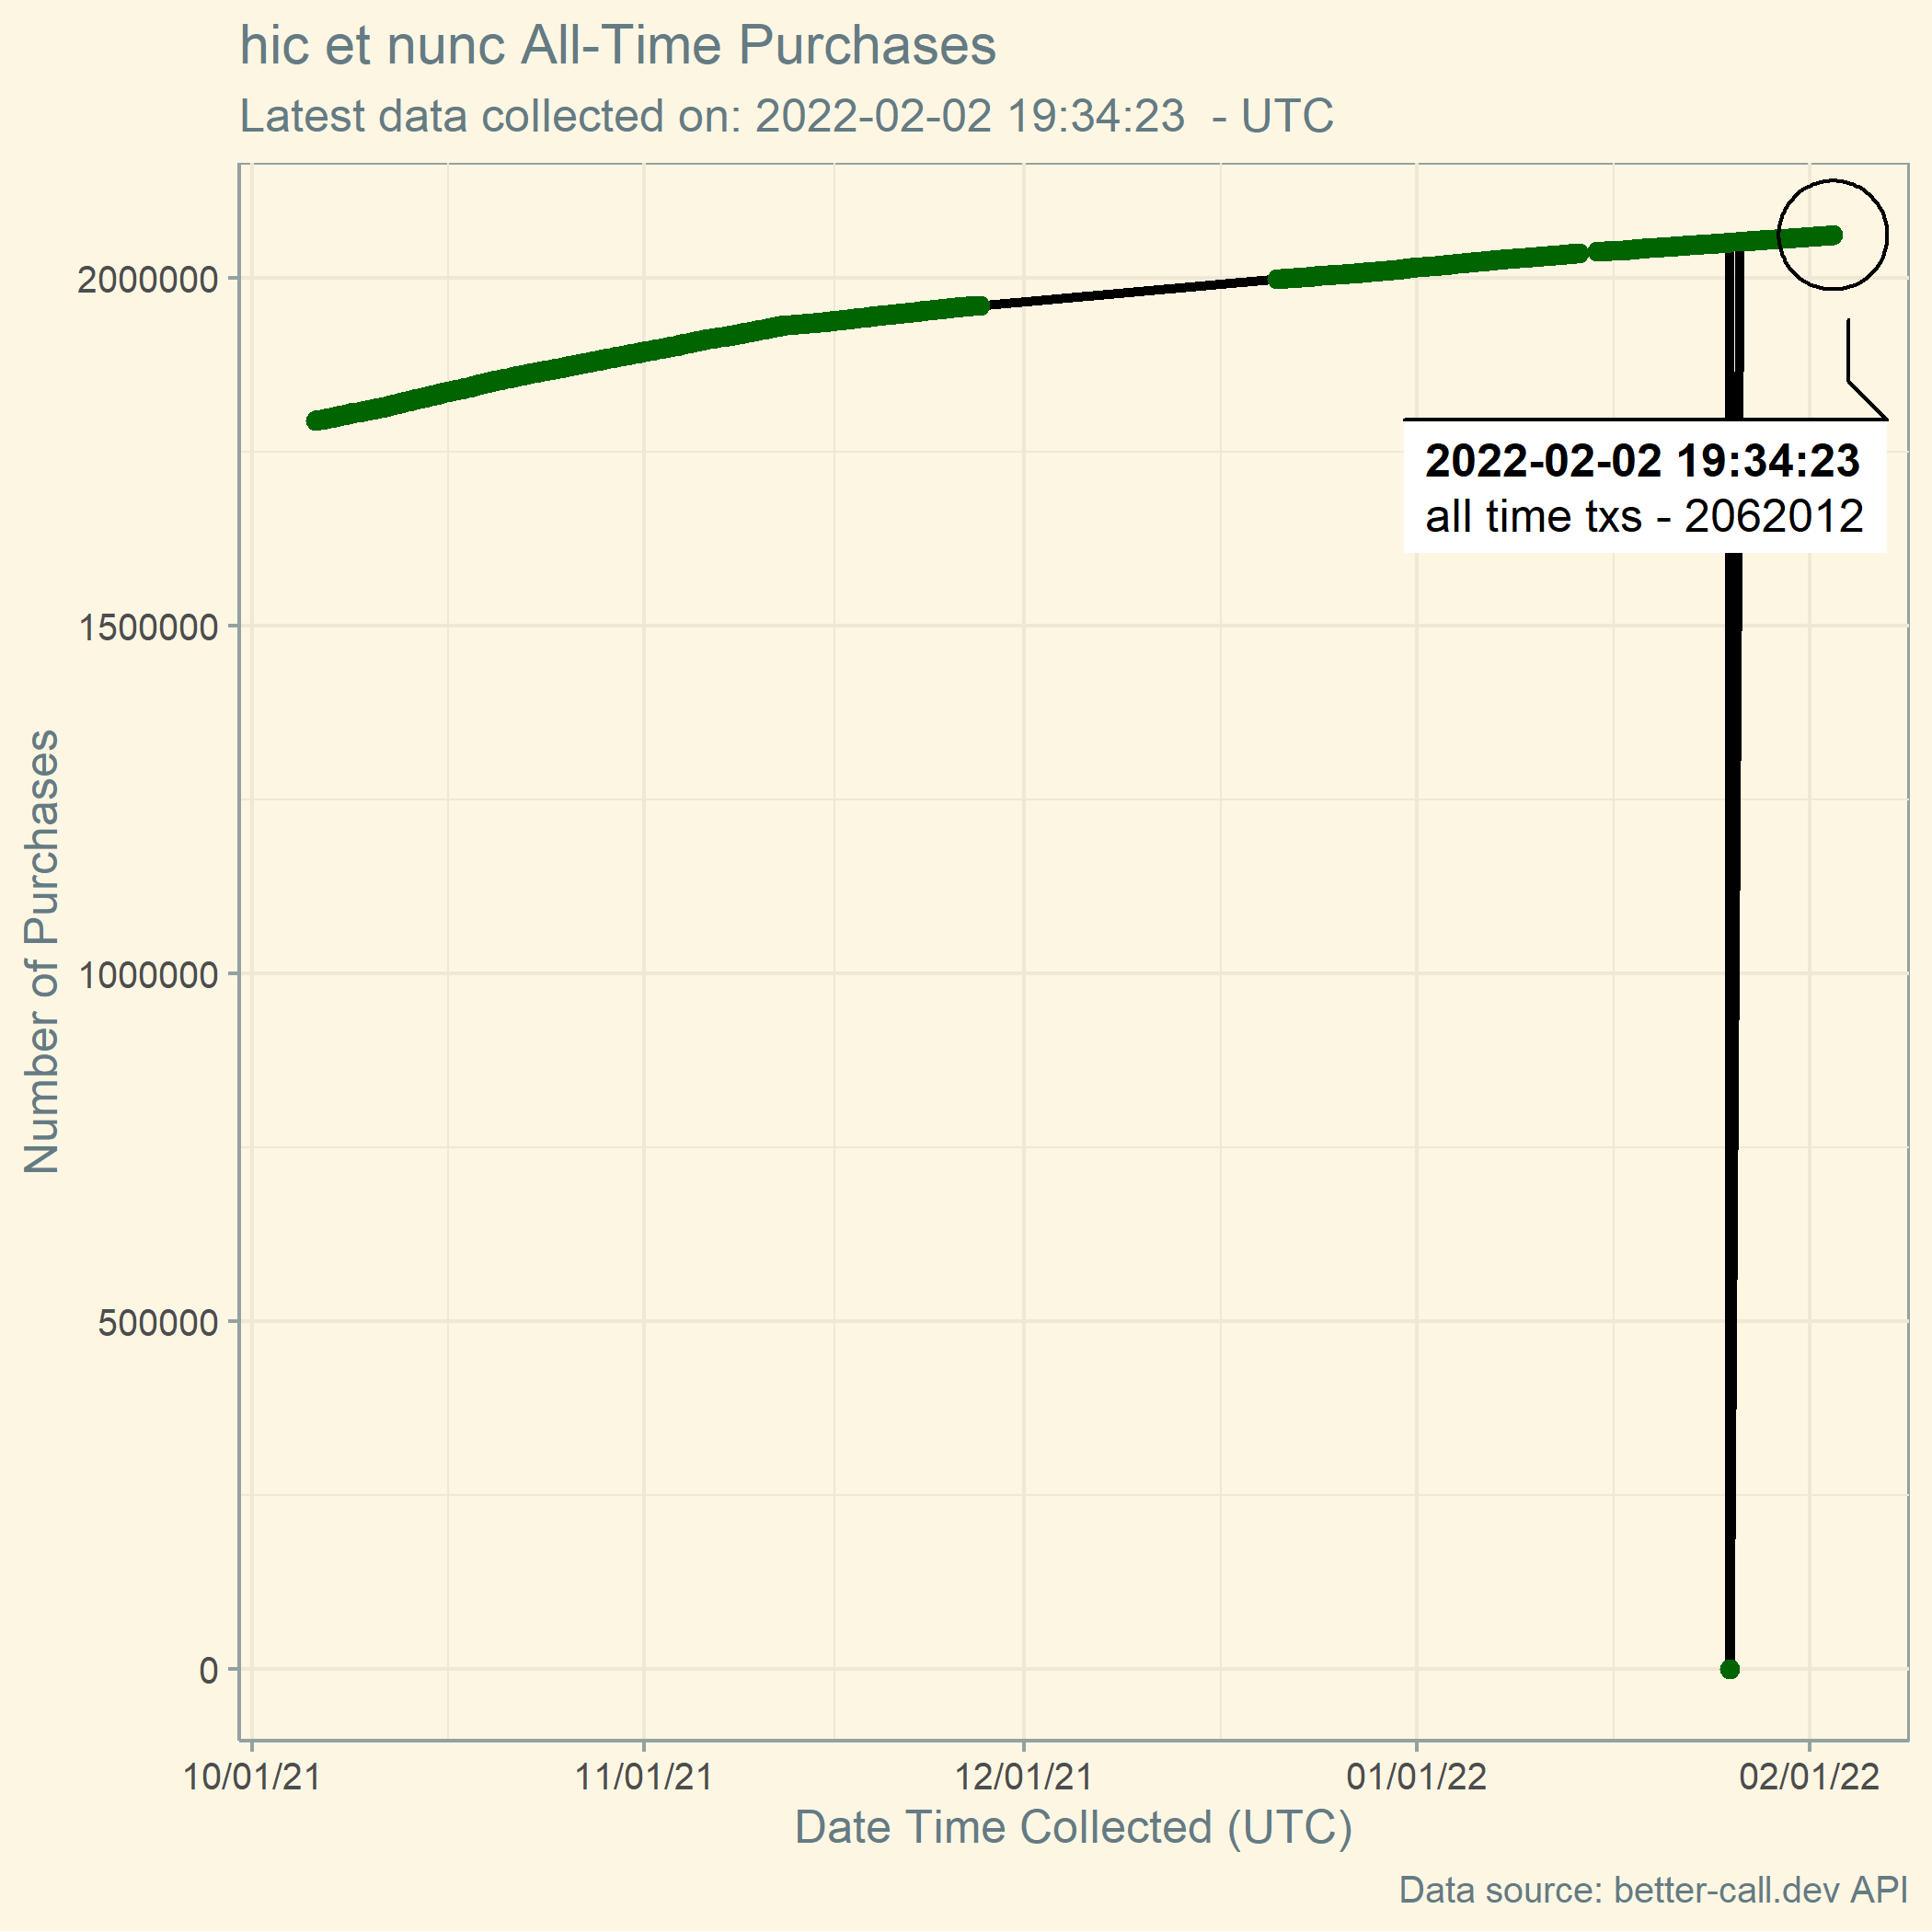 hic et nunc All-Time Purchases
Latest data collected on: 2022-02-02 19:34:23  - UTC
2000000
1500000
1000000
500000
0
Number of Purchases
2022-02-02 19:34:23
all time txs - 2062012
10/01/21
11/01/21
12/01/21
01/01/22
02/01/22
Date Time Collected (UTC)
Data source: better-call.dev API